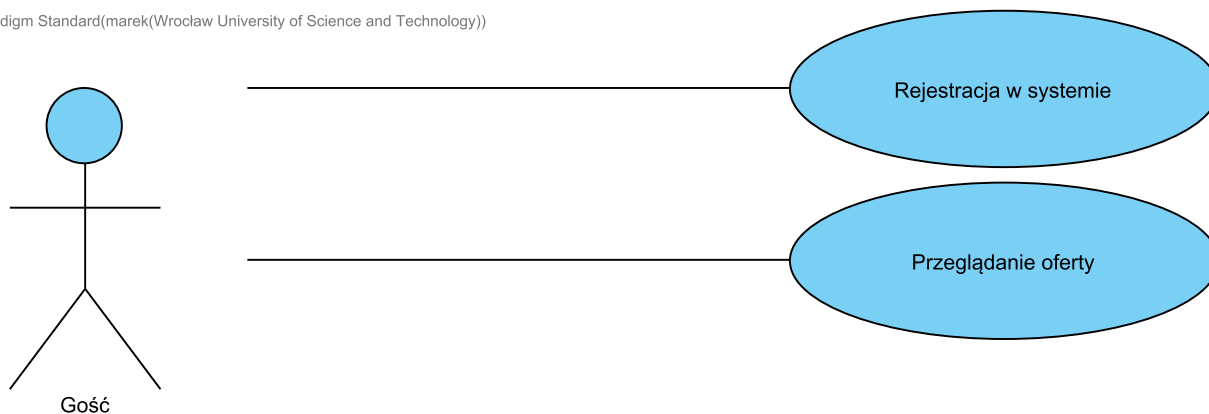 digm Standard(marek(Wrocław University of Science and Technology))
Rejestracja w systemie
Przeglądanie oferty
Gość